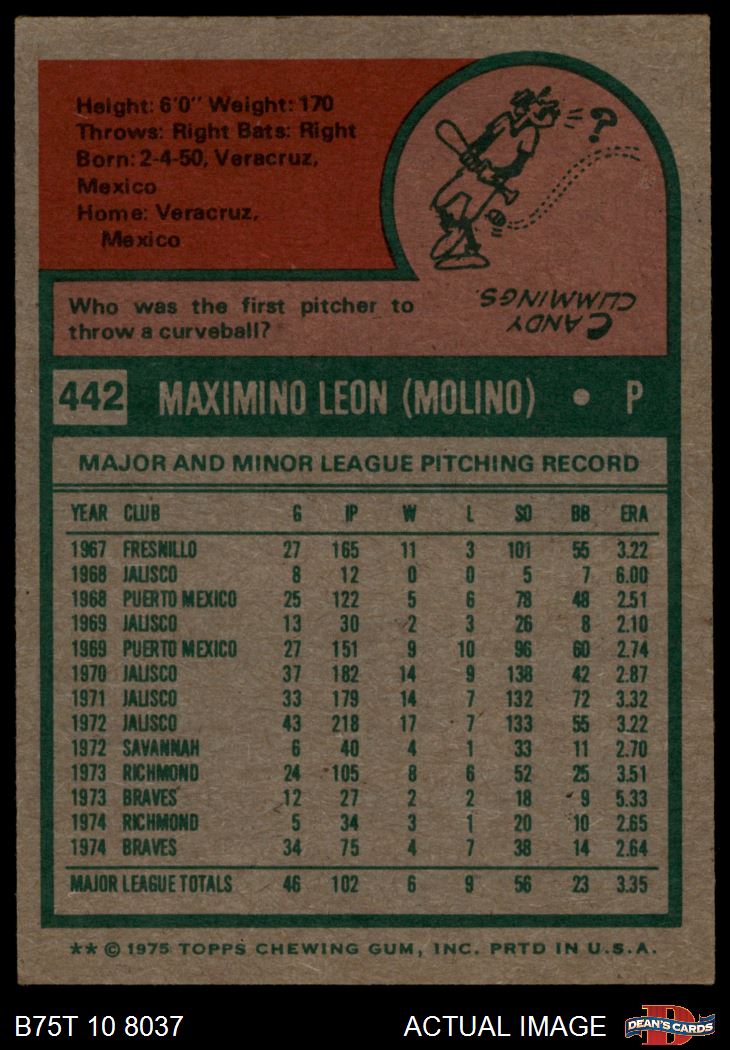 Height: 6'0" Weight: 170
Throws: Right Bats: Right
Born: 2-4-50, Veracruz,
Mexico
Home: Veracruz,
Mexico
?
CANDY
CUMMINGS.
Who was the first pitcher to
throw a curveball?
442 MAXIMINO LEON (MOLINO) • P
MAJOR AND MINOR LEAGUE PITCHING RECORD
YEAR CLUB G IP W L SO BB ERA
1967 FRESNILLO 27 165 11 3 101 55 3.22
1968 JALISCO 8 12 0 0 5 7 6.00
1968 PUERTO MEXICO 25 122 5 6 78 48 2.51
1969 JALISCO 13 30 2 3 26 8 2.10
1969 PUERTO MEXICO 27 151 9 10 96 60 2.74
1970 JALISCO 37 182 14 9 138 42 2.87
1971 JALISCO 33 179 14 7 132 72 3.32
1972 JALISCO 43 218 17 7 133 55 3.22
1972 SAVANNAH 6 40 4 1 33 11 2.70
1973 RICHMOND 24 105 8 6 52 25 3.51
1973 BRAVES 12 27 2 2 18 9 5.33
1974 RICHMOND 5 34 3 1 20 10 2.65
1974 BRAVES 34 75 4 7 38 14 2.64
MAJOR LEAGUE TOTALS 46 102 6 9 56 23 3.35
** © 1975 TOPPS CHEWING GUM, INC. PRTD IN U.S.A.
B75T 10 8037 ACTUAL IMAGE
D
DEAN'S CARDS